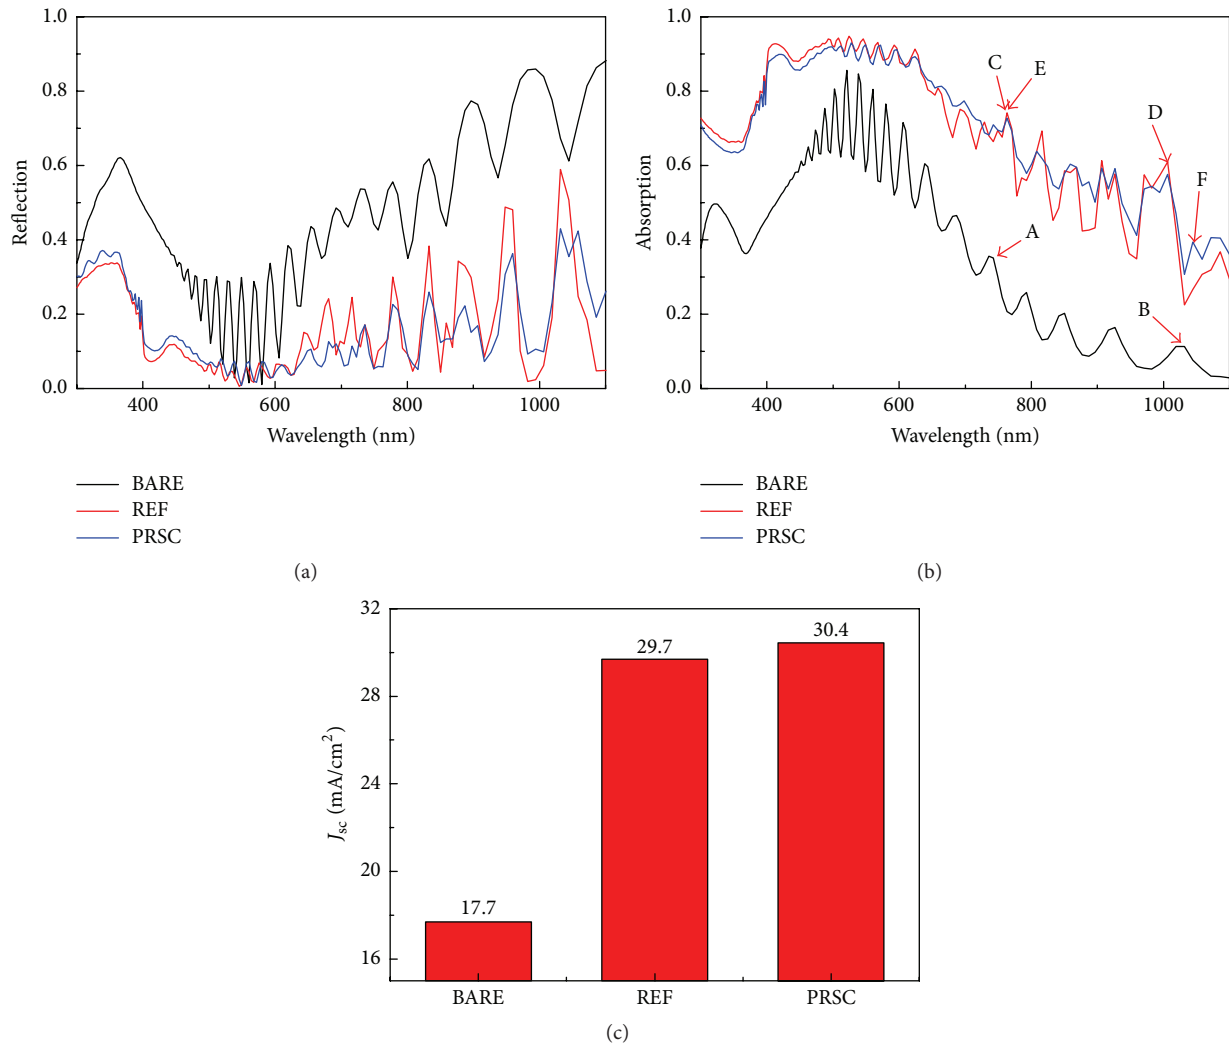 1.0
0.8
0.6
0.4
0.2
0.0
Reflection
400 600 800 1000
Wavelength (nm)
BARE
REF
PRSC
(a)
1.0
0.8
0.6
0.4
0.2
0.0
Absorption
C
E
D
F
A
B
400 600 800 1000
Wavelength (nm)
BARE
REF
PRSC
(b)
32
28
24
20
16
J_sc (mA/cm²)
17.7
29.7
30.4
BARE REF PRSC
(c)